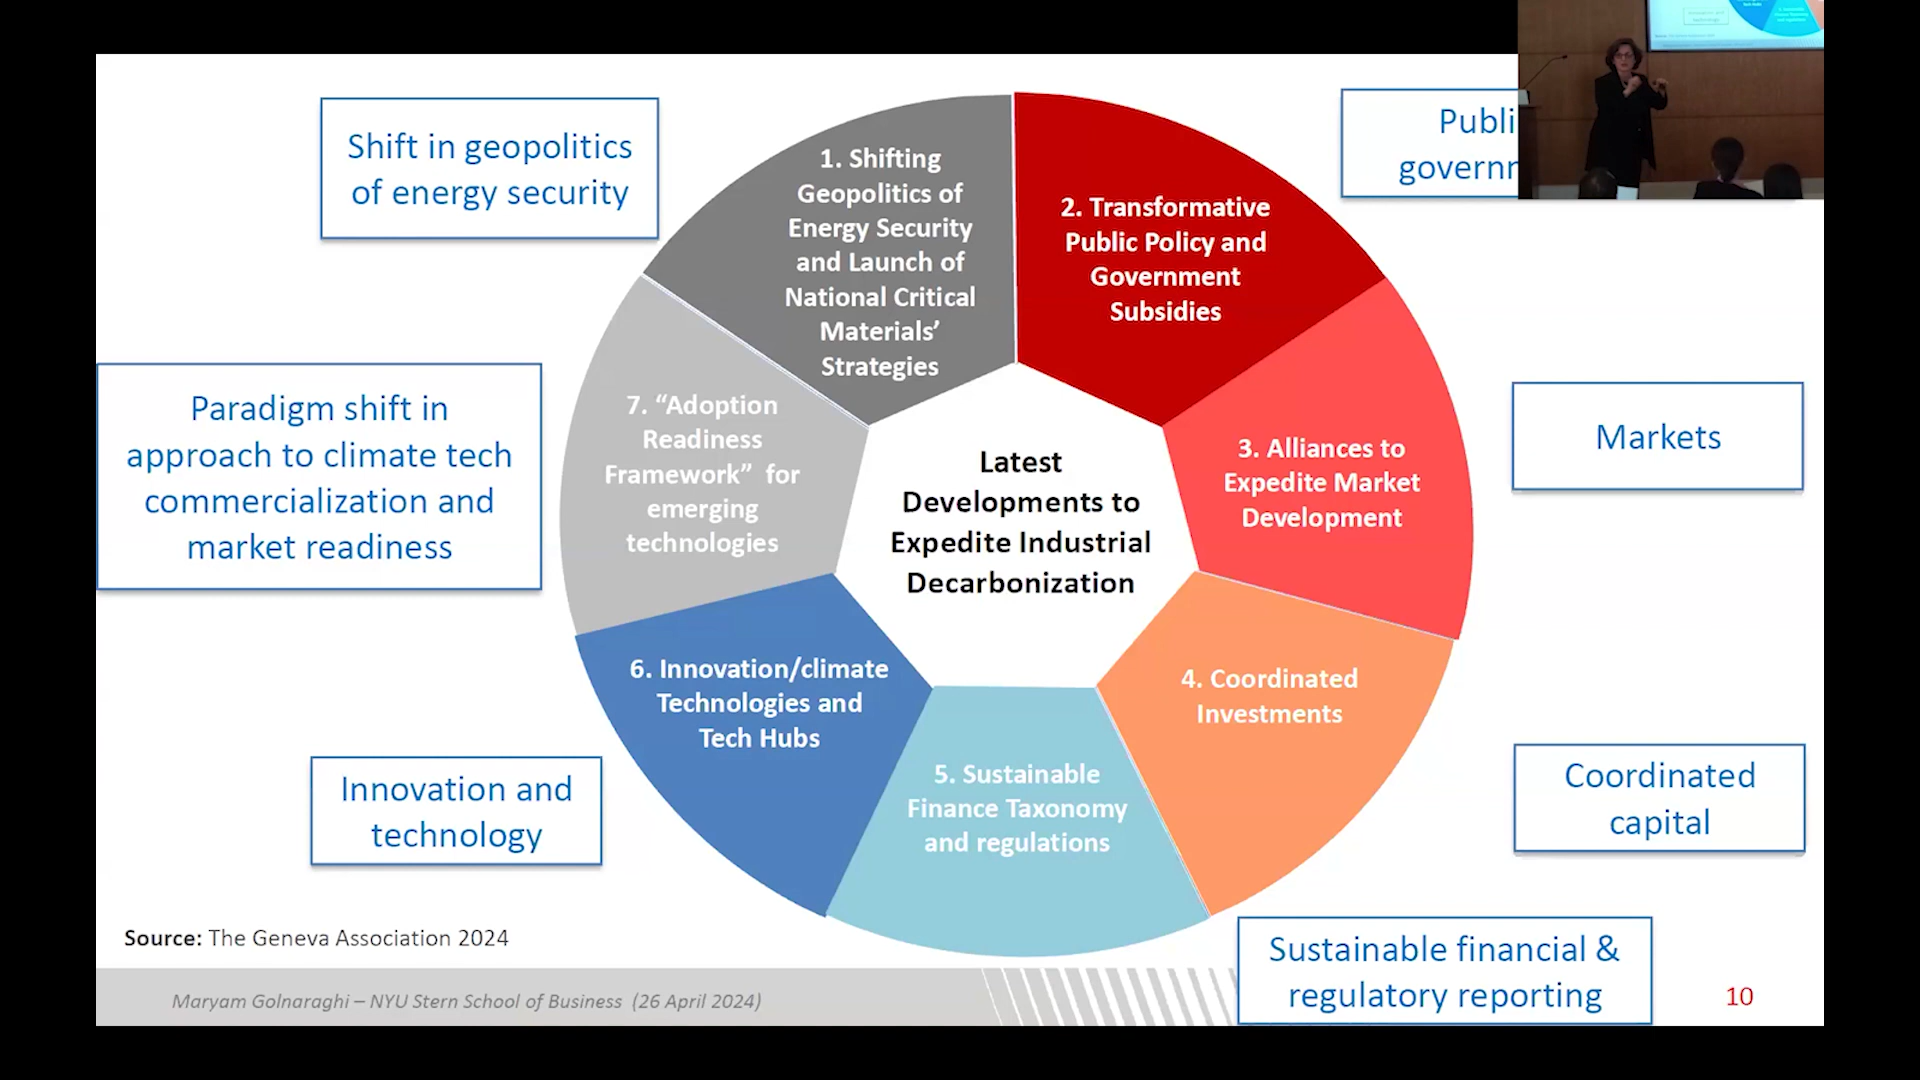 Shift in geopolitics
of energy security
1. Shifting
Geopolitics of
Energy Security
and Launch of
National Critical
Materials’
Strategies
2. Transformative
Public Policy and
Government
Subsidies
3. Alliances to
Expedite Market
Development
Markets
7. “Adoption
Readiness
Framework” for
emerging
technologies
Paradigm shift in
approach to climate tech
commercialization and
market readiness
Latest
Developments to
Expedite Industrial
Decarbonization
4. Coordinated
Investments
Coordinated
capital
6. Innovation/climate
Technologies and
Tech Hubs
5. Sustainable
Finance Taxonomy
and regulations
Innovation and
technology
Sustainable financial &
regulatory reporting
Source: The Geneva Association 2024
Maryam Golnaraghi – NYU Stern School of Business (26 April 2024)
10